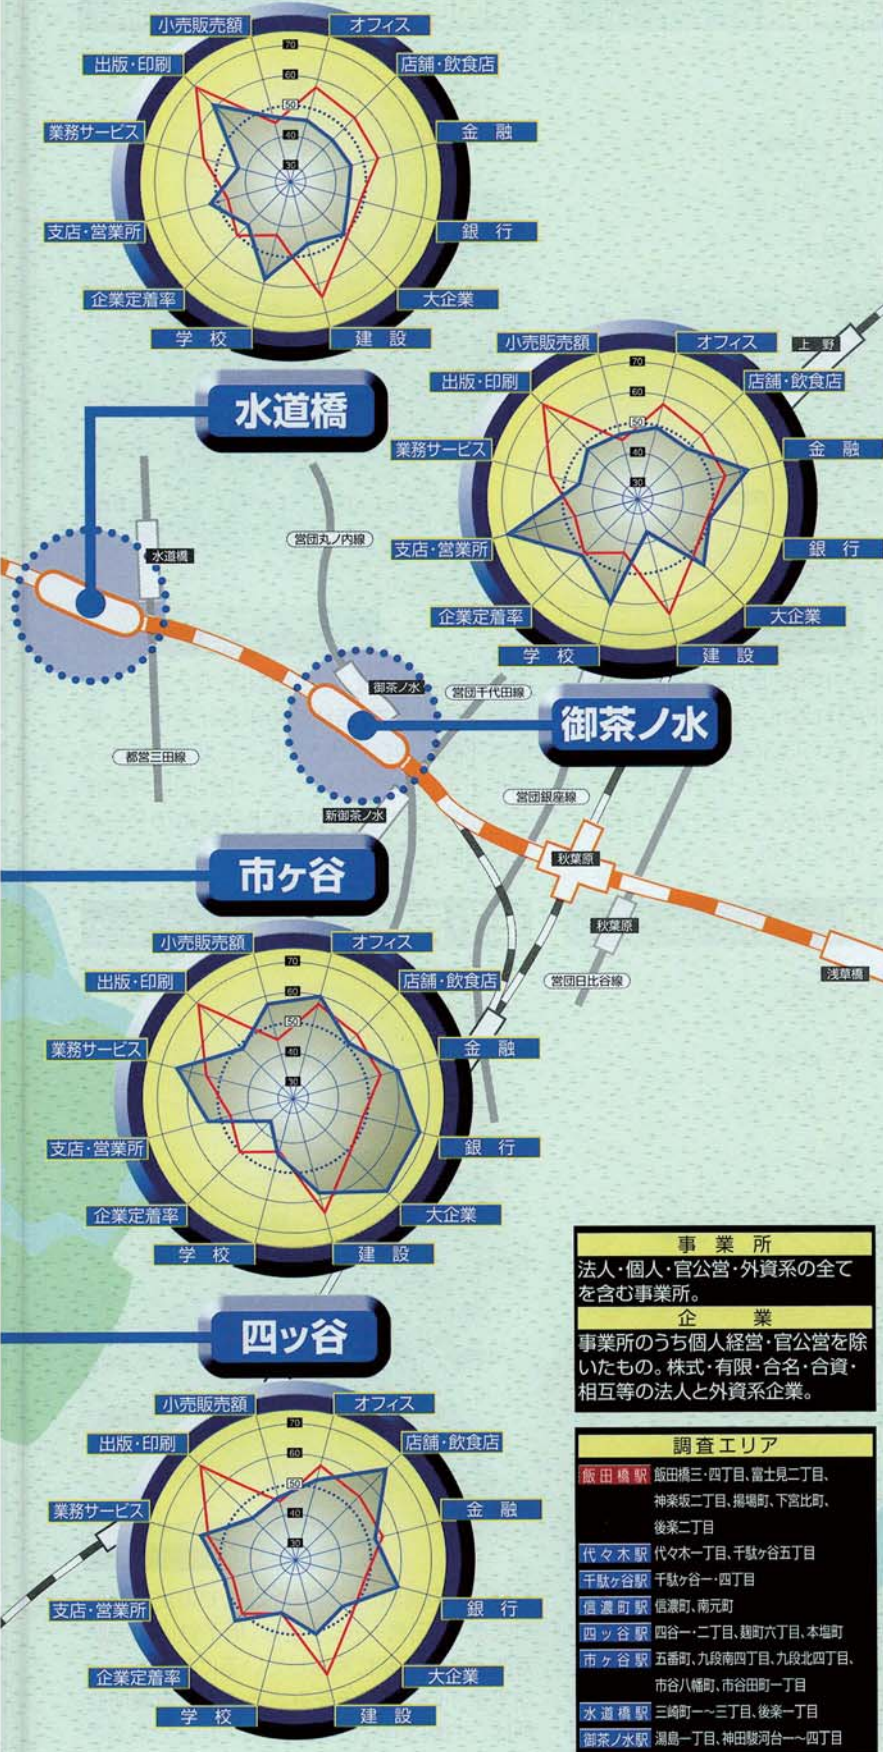 小売販売額
オフィス
出版・印刷
店舗・飲食店
業務サービス
金融
支店・営業所
銀行
企業定着率
大企業
学校
建設
70
60
50
40
30
水道橋
小売販売額
オフィス
上野
出版・印刷
店舗・飲食店
業務サービス
金融
支店・営業所
銀行
企業定着率
大企業
学校
建設
70
60
50
40
30
水道橋
営団丸ノ内線
御茶ノ水
営団千代田線
御茶ノ水
都営三田線
新御茶ノ水
営団銀座線
秋葉原
秋葉原
営団日比谷線
浅草橋
市ヶ谷
小売販売額
オフィス
出版・印刷
店舗・飲食店
業務サービス
金融
支店・営業所
銀行
企業定着率
大企業
学校
建設
70
60
50
40
30
四ッ谷
小売販売額
オフィス
出版・印刷
店舗・飲食店
業務サービス
金融
支店・営業所
銀行
企業定着率
大企業
学校
建設
70
60
50
40
30
事業所
法人・個人・官公営・外資系の全て
を含む事業所。
企業
事業所のうち個人経営・官公営を除
いたもの。株式・有限・合名・合資・
相互等の法人と外資系企業。
調査エリア
飯田橋駅 飯田橋三・四丁目、富士見二丁目、
神楽坂二丁目、揚場町、下宮比町、
後楽二丁目
代々木駅 代々木一丁目、千駄ヶ谷五丁目
千駄ヶ谷駅 千駄ヶ谷一・四丁目
信濃町駅 信濃町、南元町
四ッ谷駅 四谷一・二丁目、麹町六丁目、本塩町
市ヶ谷駅 五番町、九段南四丁目、九段北四丁目、
市谷八幡町、市谷田町一丁目
水道橋駅 三崎町一〜三丁目、後楽一丁目
御茶ノ水駅 湯島一丁目、神田駿河台一〜四丁目